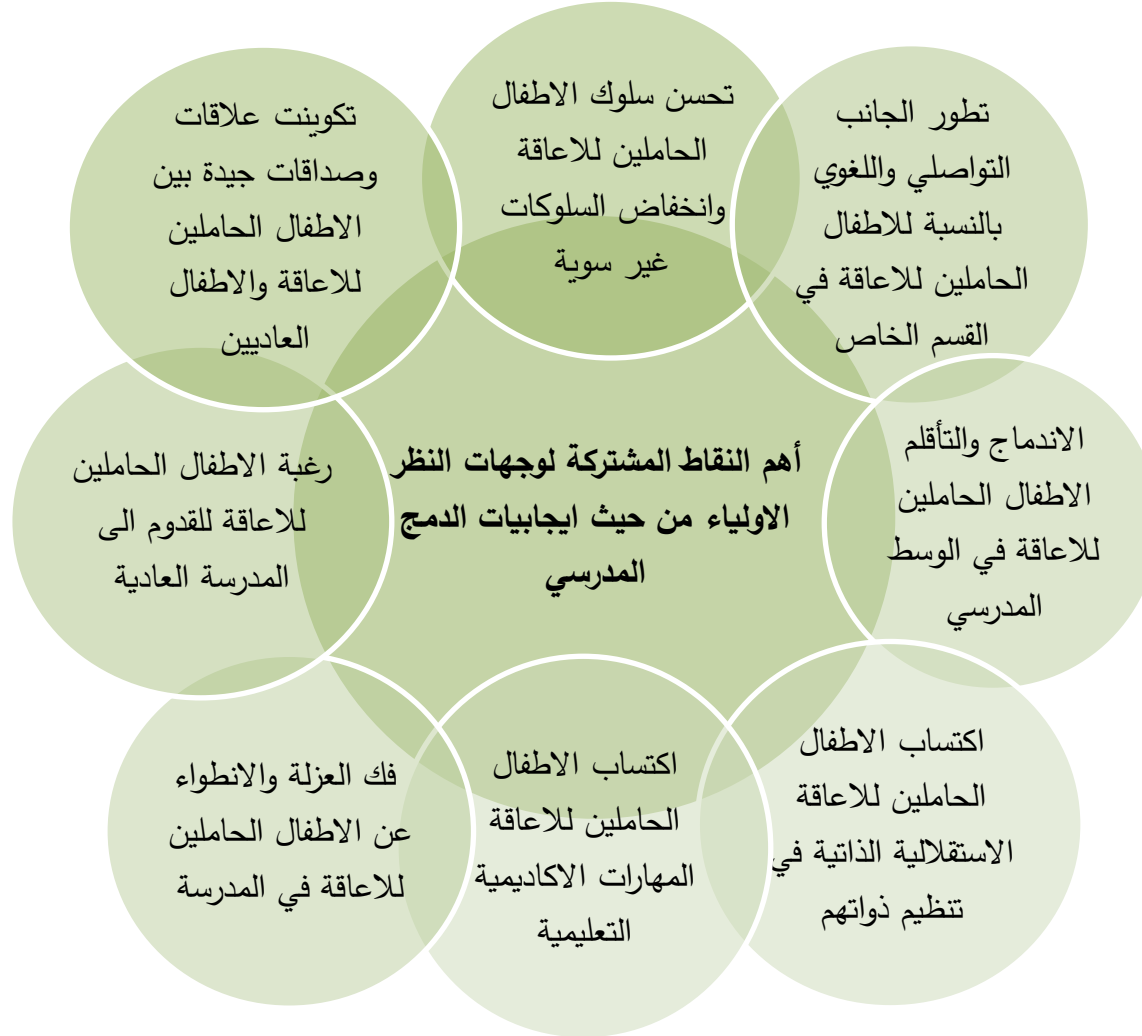 تحسن سلوك الاطفال
الحاملين للاعاقة
وانخفاض السلوكات
غير سوية
تطور الجانب
التواصلي واللغوي
بالنسبة للاطفال
الحاملين للاعاقة في
القسم الخاص
الاندماج والتأقلم
الاطفال الحاملين
للاعاقة في الوسط
المدرسي
اكتساب الاطفال
الحاملين للاعاقة
الاستقلالية الذاتية في
تنظيم ذواتهم
اكتساب الاطفال
الحاملين للاعاقة
المهارات الاكاديمية
التعليمية
فك العزلة والانطواء
عن الاطفال الحاملين
للاعاقة في المدرسة
رغبة الاطفال الحاملين
للاعاقة للقدوم الى
المدرسة العادية
تكوينت علاقات
وصداقات جيدة بين
الاطفال الحاملين
للاعاقة والاطفال
العاديين
أهم النقاط المشتركة لوجهات النظر
الاولياء من حيث ايجابيات الدمج
المدرسي